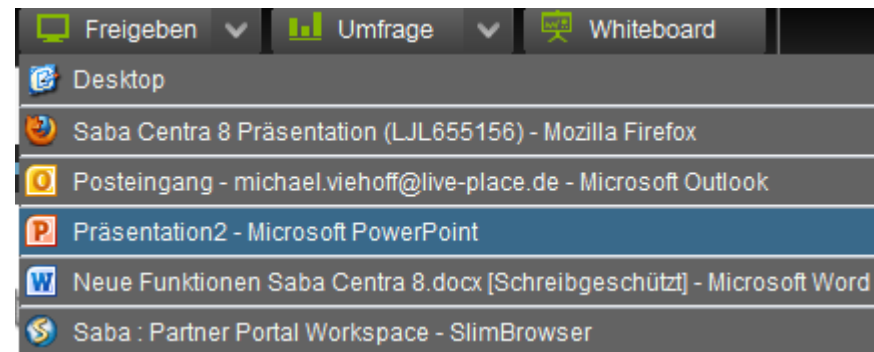 Freigeben Umfrage Whiteboard
Desktop
Saba Centra 8 Präsentation (LJL655156) - Mozilla Firefox
Posteingang - michael.viehoff@live-place.de - Microsoft Outlook
Präsentation2 - Microsoft PowerPoint
Neue Funktionen Saba Centra 8.docx [Schreibgeschützt] - Microsoft Word
Saba : Partner Portal Workspace - SlimBrowser